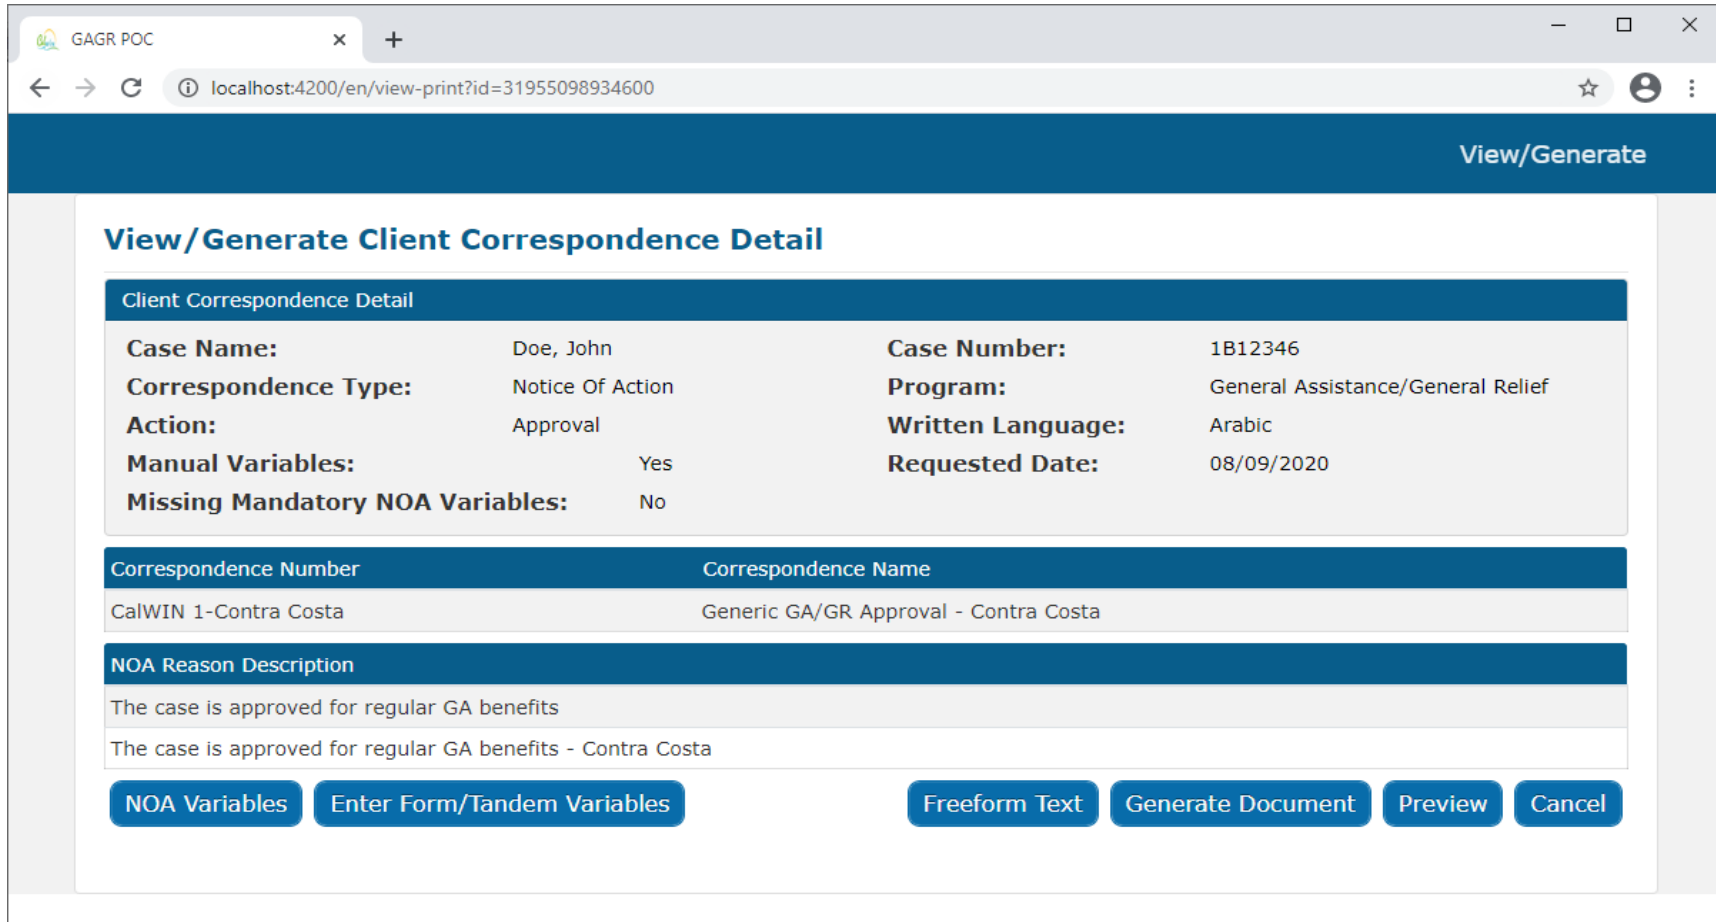 GAGR POC
localhost:4200/en/view-print?id=31955098934600
View/Generate
View/Generate Client Correspondence Detail
Client Correspondence Detail
Case Name: Doe, John Case Number: 1B12346
Correspondence Type: Notice Of Action Program: General Assistance/General Relief
Action: Approval Written Language: Arabic
Manual Variables: Yes Requested Date: 08/09/2020
Missing Mandatory NOA Variables: No
Correspondence Number Correspondence Name
CalWIN 1-Contra Costa Generic GA/GR Approval - Contra Costa
NOA Reason Description
The case is approved for regular GA benefits
The case is approved for regular GA benefits - Contra Costa
NOA Variables Enter Form/Tandem Variables Freeform Text Generate Document Preview Cancel